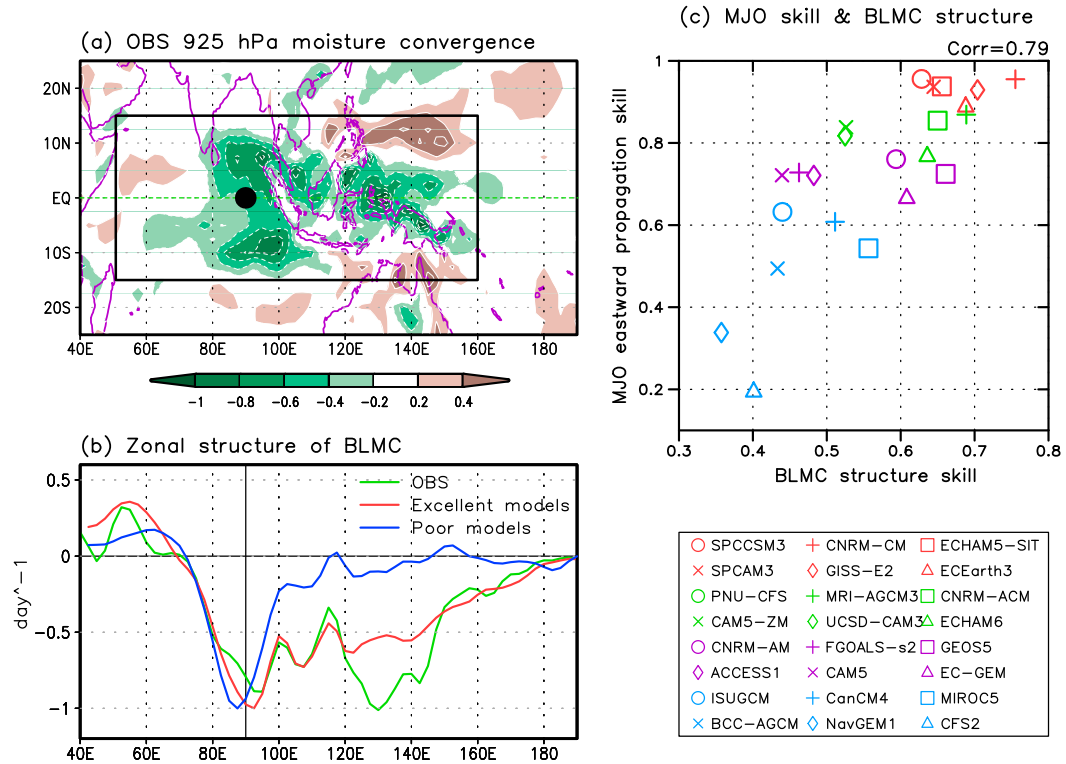 (a) OBS 925 hPa moisture convergence
20N
10N
EQ
10S
20S
40E 60E 80E 100E 120E 140E 160E 180
-1 -0.8 -0.6 -0.4 -0.2 0.2 0.4
(b) Zonal structure of BLMC
day^-1
0.5
0
-0.5
-1
OBS
Excellent models
Poor models
40E 60E 80E 100E 120E 140E 160E 180
(c) MJO skill & BLMC structure
Corr=0.79
MJO eastward propagation skill
1
0.8
0.6
0.4
0.2
0.3 0.4 0.5 0.6 0.7 0.8
BLMC structure skill
SPCCSM3 CNRM-CM ECHAM5-SIT
SPCAM3 GISS-E2 ECEarth3
PNU-CFS MRI-AGCM3 CNRM-ACM
CAM5-ZM UCSD-CAM3 ECHAM6
CNRM-AM FGOALS-s2 GEOS5
ACCESS1 CAM5 EC-GEM
ISUGCM CanCM4 MIROC5
BCC-AGCM NavGEM1 CFS2